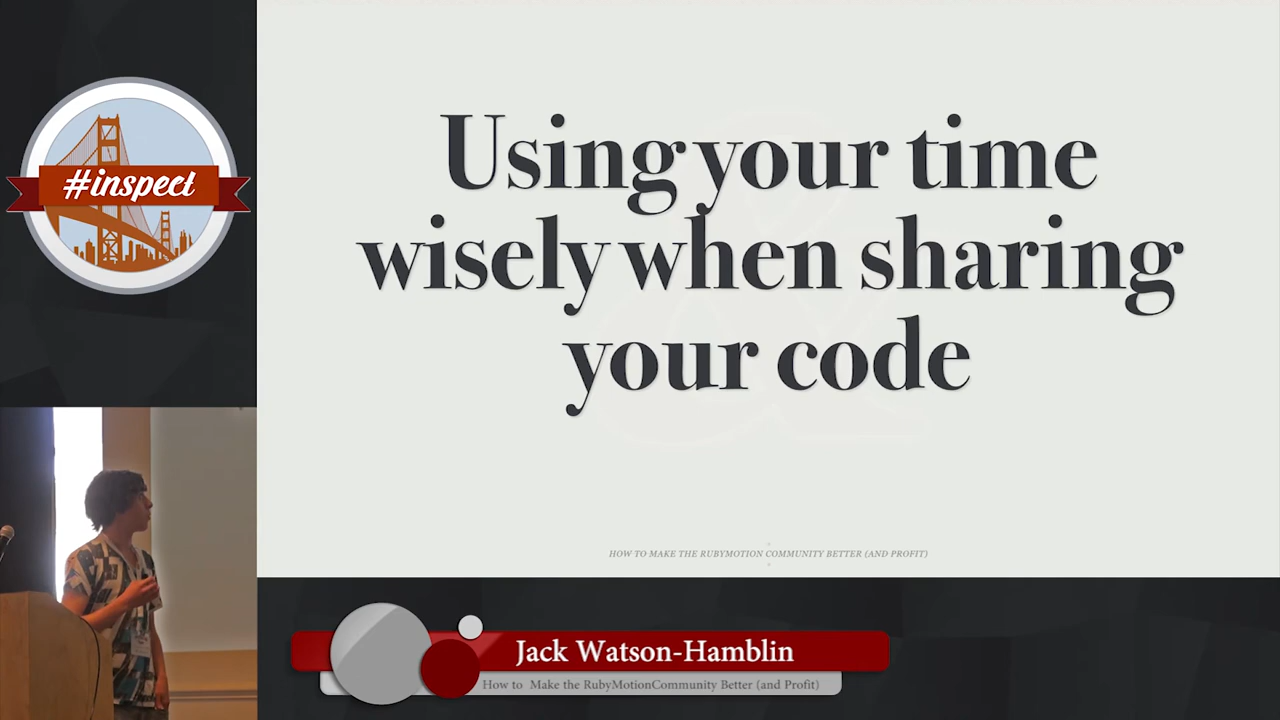 #inspect
Using your time
wisely when sharing
your code
HOW TO MAKE THE RUBYMOTION COMMUNITY BETTER (AND PROFIT)
Jack Watson-Hamblin
How to Make the RubyMotionCommunity Better (and Profit)